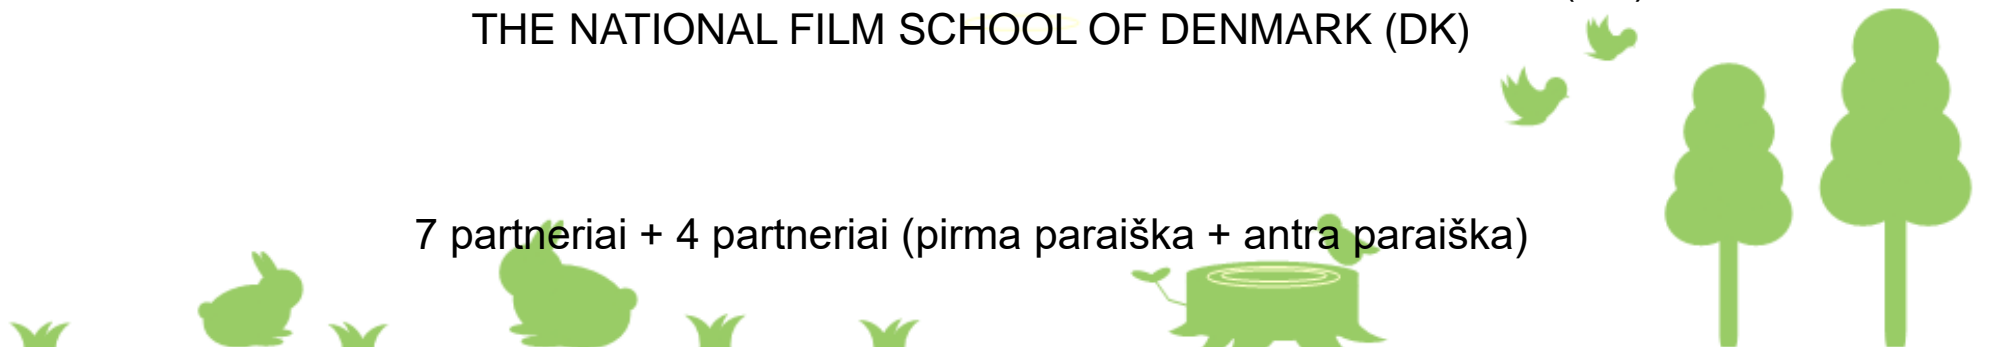 THE NATIONAL FILM SCHOOL OF DENMARK (DK)
7 partneriai + 4 partneriai (pirma paraiška + antra paraiška)